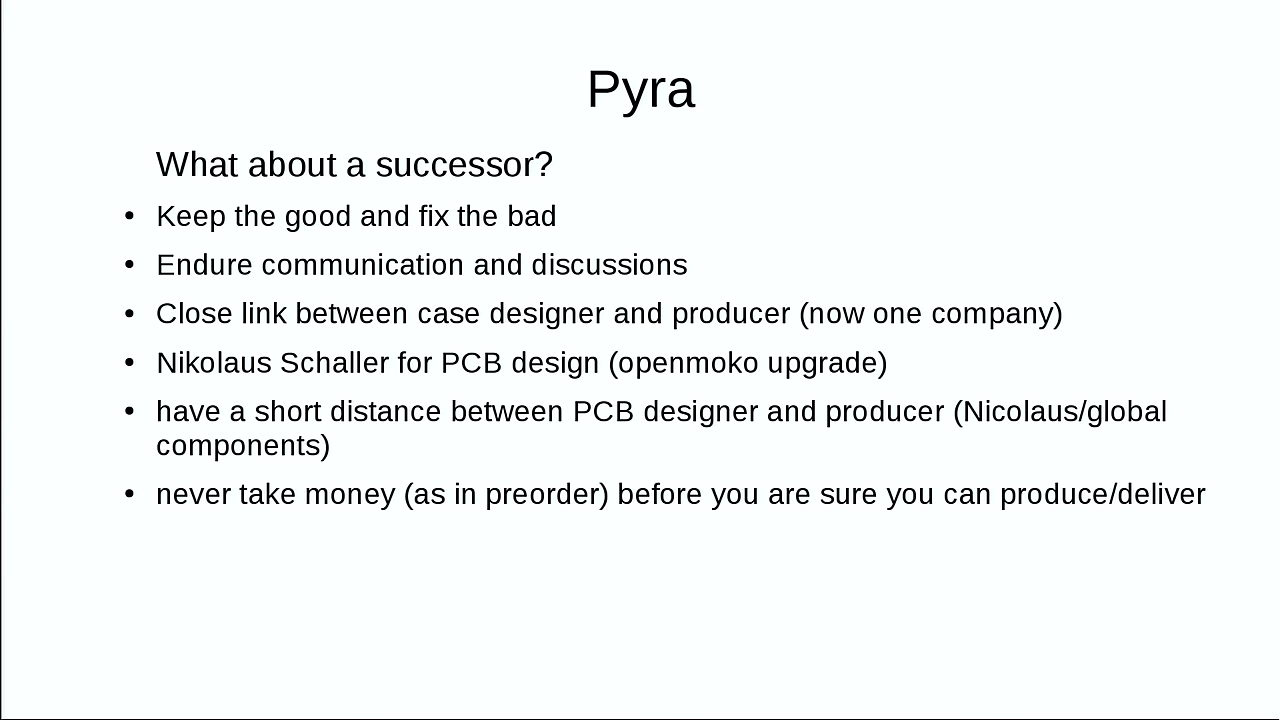 Pyra
What about a successor?
• Keep the good and fix the bad
• Endure communication and discussions
• Close link between case designer and producer (now one company)
• Nikolaus Schaller for PCB design (openmoko upgrade)
• have a short distance between PCB designer and producer (Nicolaus/global
components)
• never take money (as in preorder) before you are sure you can produce/deliver